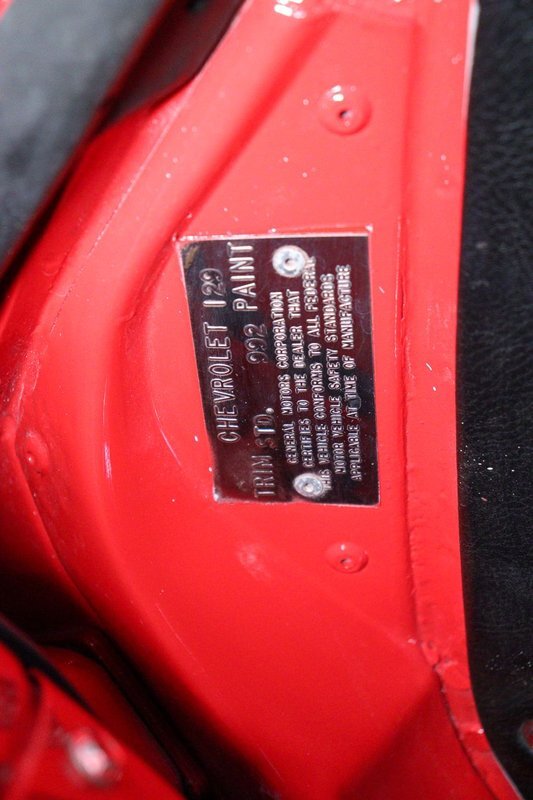 CHEVROLET 129
TRIM STD. 992 PAINT
GENERAL MOTORS CORPORATION
CERTIFIES TO THE DEALER THAT
THIS VEHICLE CONFORMS TO ALL FEDERAL
MOTOR VEHICLE SAFETY STANDARDS
APPLICABLE AT TIME OF MANUFACTURE